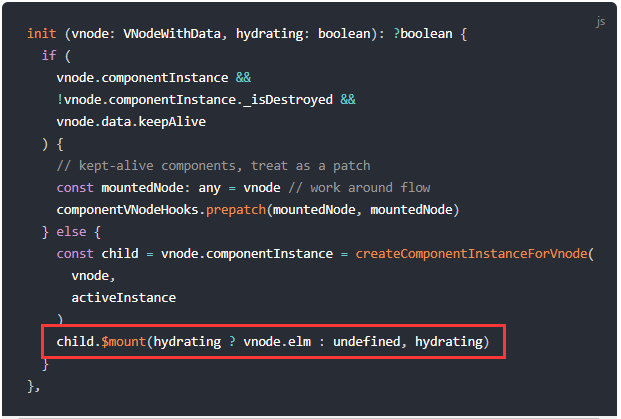 js
init (vnode: VNodeWithData, hydrating: boolean): ?boolean {
  if (
    vnode.componentInstance &&
    !vnode.componentInstance._isDestroyed &&
    vnode.data.keepAlive
  ) {
    // kept-alive components, treat as a patch
    const mountedNode: any = vnode // work around flow
    componentVNodeHooks.prepatch(mountedNode, mountedNode)
  } else {
    const child = vnode.componentInstance = createComponentInstanceForVnode(
      vnode,
      activeInstance
    )
    child.$mount(hydrating ? vnode.elm : undefined, hydrating)
  }
},